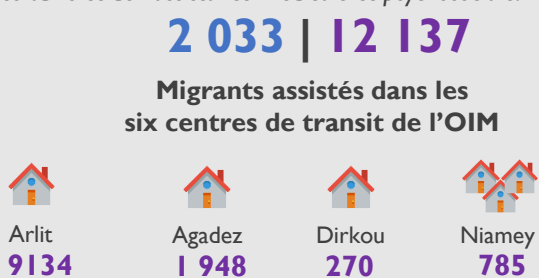 2 033 | 12 137
Migrants assistés dans les
six centres de transit de l'OIM
Arlit Agadez Dirkou Niamey
9134 1 948 270 785